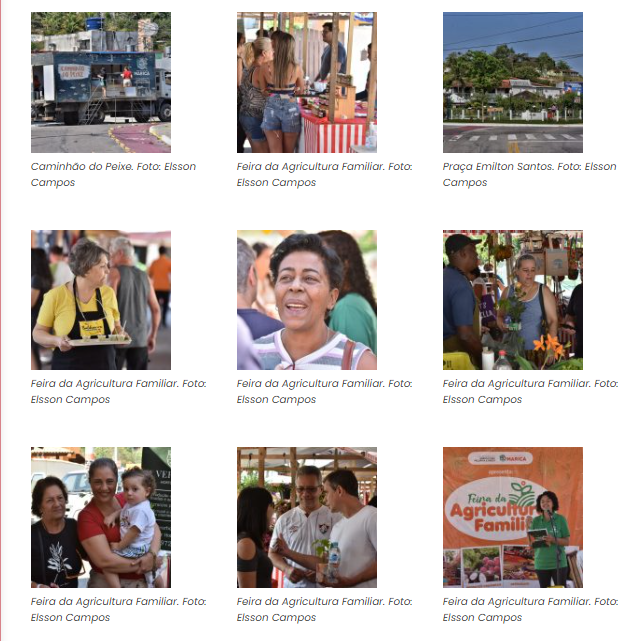 MARICÁ
Caminhão do Peixe. Foto: Elsson
Campos
Feira da Agricultura Familiar. Foto:
Elsson Campos
Praça Emilton Santos. Foto: Elsson
Campos
Feira da Agricultura Familiar. Foto:
Elsson Campos
Feira da Agricultura Familiar. Foto:
Elsson Campos
Feira da Agricultura Familiar. Foto:
Elsson Campos
MARICÁ
Feira da
Agricultur
Famili
Feira da Agricultura Familiar. Foto:
Elsson Campos
Feira da Agricultura Familiar. Foto:
Elsson Campos
Feira da Agricultura Familiar. Foto:
Elsson Campos